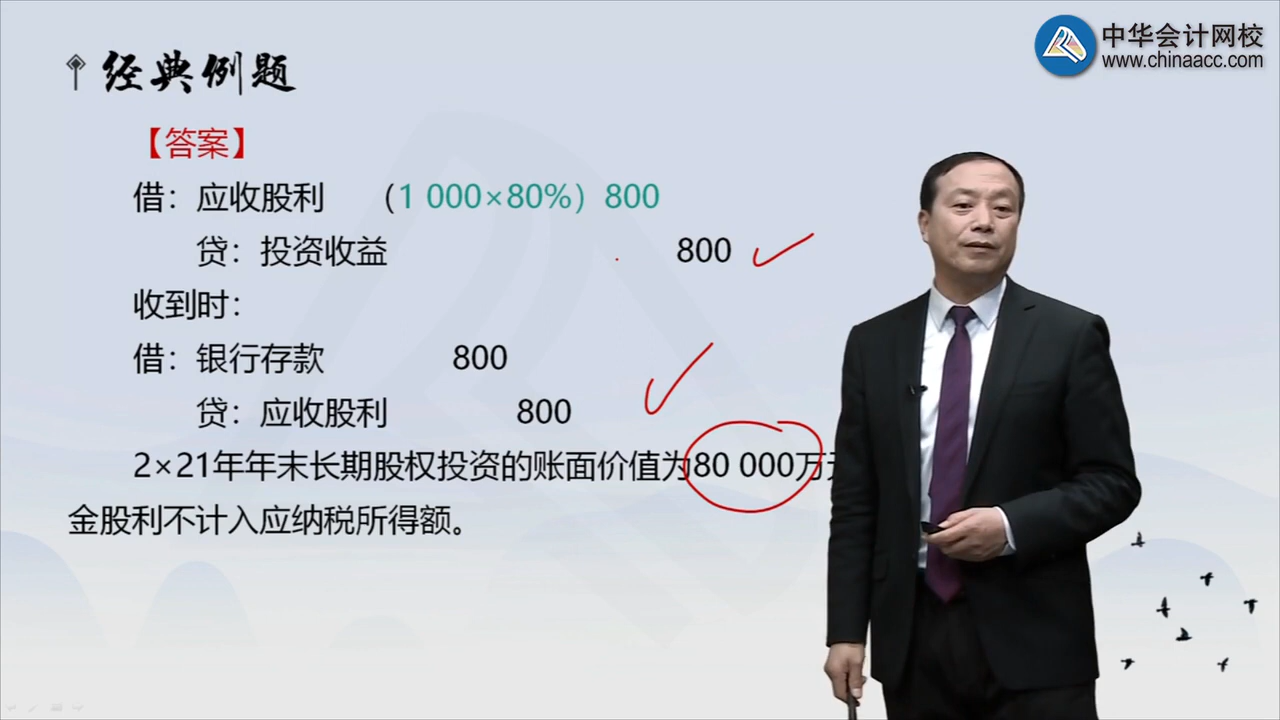 经典例题
中华会计网校
www.chinaacc.com
【答案】
借：应收股利 （1 000×80%）800
贷：投资收益 800
收到时：
借：银行存款 800
贷：应收股利 800
2×21年年末长期股权投资的账面价值为80 000万
金股利不计入应纳税所得额。